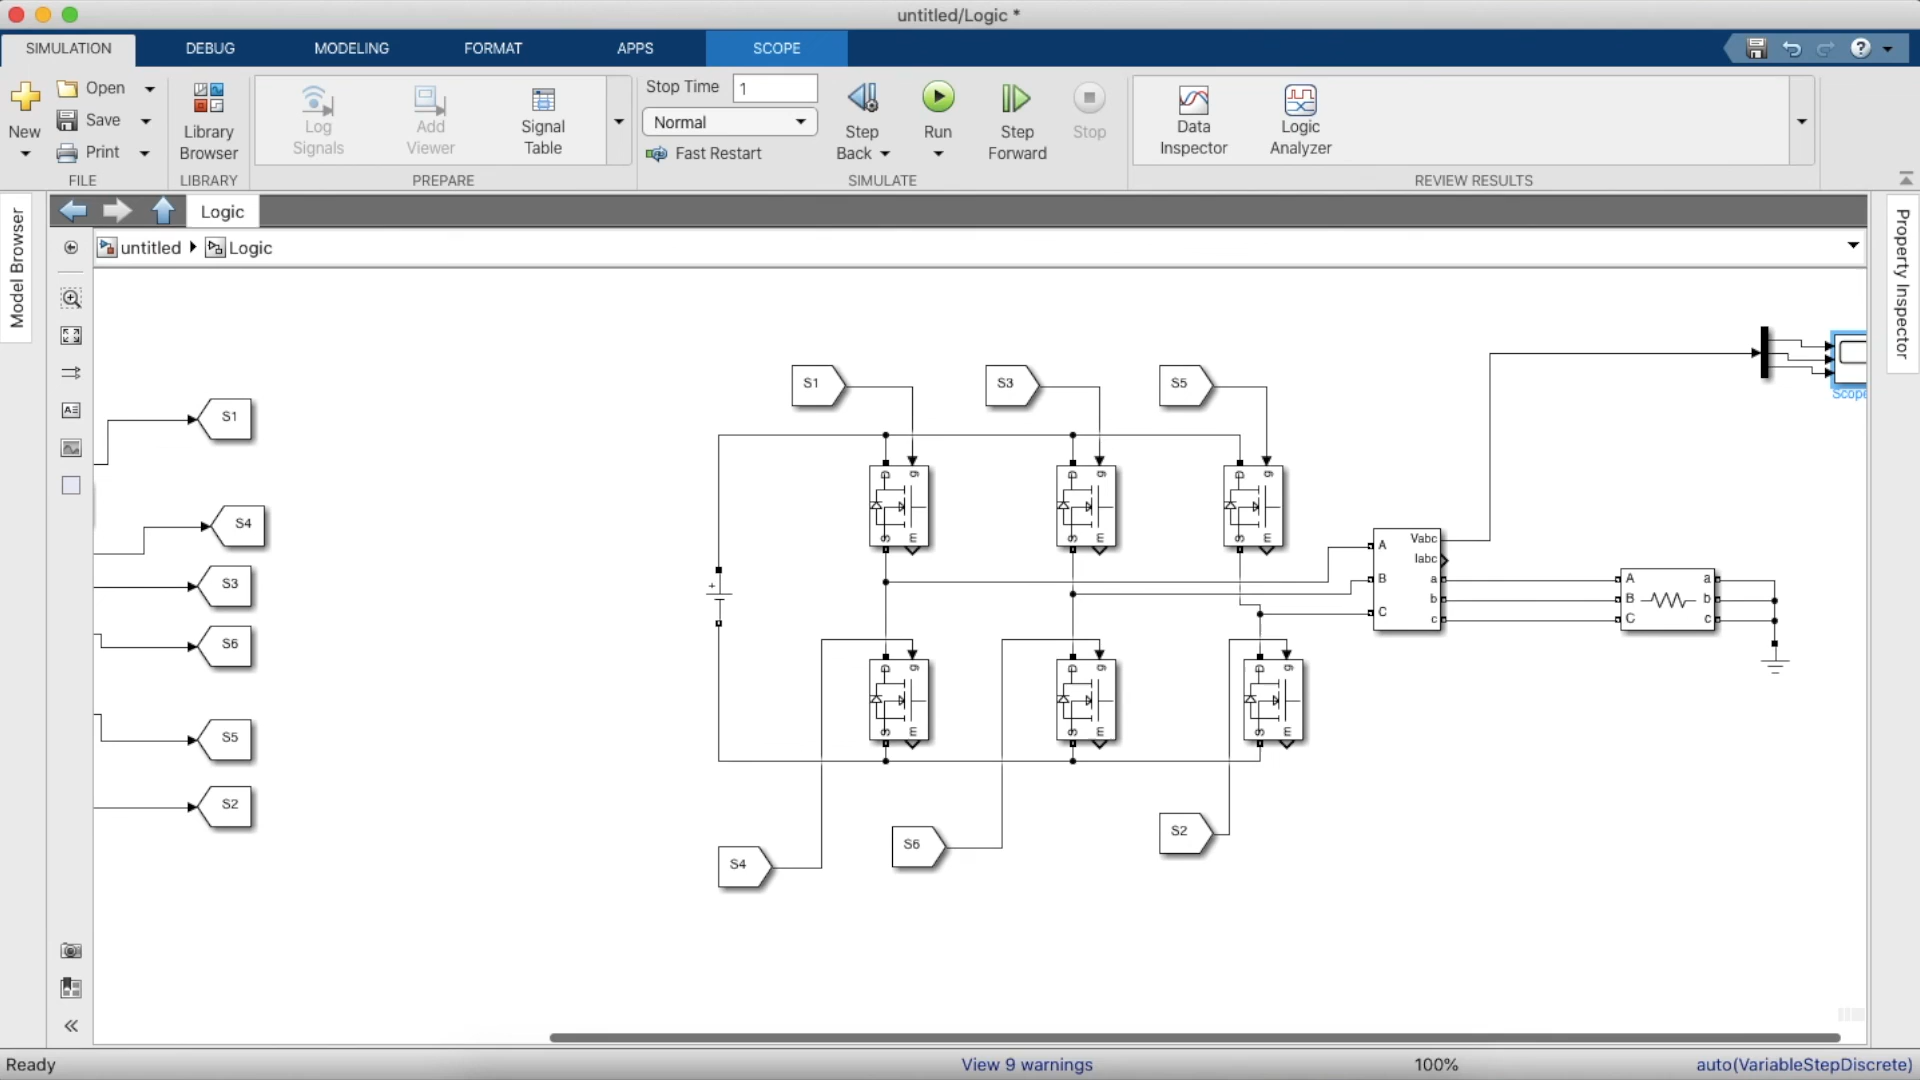 untitled/Logic *
SIMULATION DEBUG MODELING FORMAT APPS SCOPE
New
Open
Save
Print
FILE
Library Browser
LIBRARY
Log Signals
Add Viewer
Signal Table
PREPARE
Stop Time 1
Normal
Fast Restart
Step Back
Run
Step Forward
Stop
SIMULATE
Data Inspector
Logic Analyzer
REVIEW RESULTS
Model Browser
Logic
untitled Logic
Property Inspector
S1
S4
S3
S6
S5
S2
S1
S3
S5
Scope
D g
S m
D g
S m
D g
S m
+
A Vabc
Iabc
B a
b
C c
A a
B b
C c
D g
S m
D g
S m
D g
S m
S4
S6
S2
Ready
View 9 warnings
100%
auto(VariableStepDiscrete)